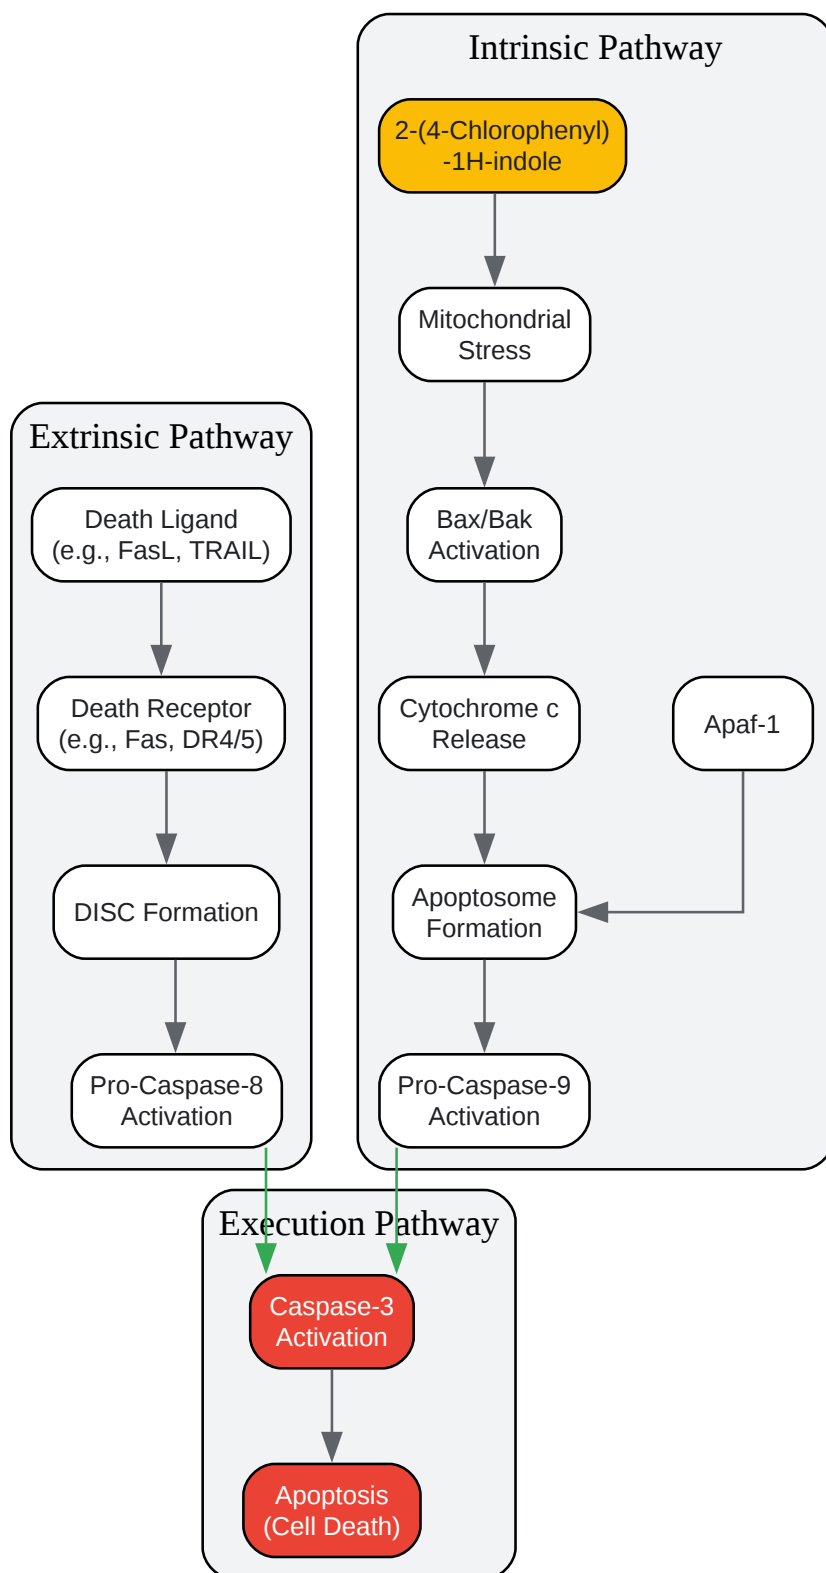 Intrinsic Pathway
2-(4-Chlorophenyl)
-1H-indole
Mitochondrial
Stress
Bax/Bak
Activation
Cytochrome c
Release
Apaf-1
Apoptosome
Formation
Pro-Caspase-9
Activation
Extrinsic Pathway
Death Ligand
(e.g., FasL, TRAIL)
Death Receptor
(e.g., Fas, DR4/5)
DISC Formation
Pro-Caspase-8
Activation
Execution Pathway
Caspase-3
Activation
Apoptosis
(Cell Death)